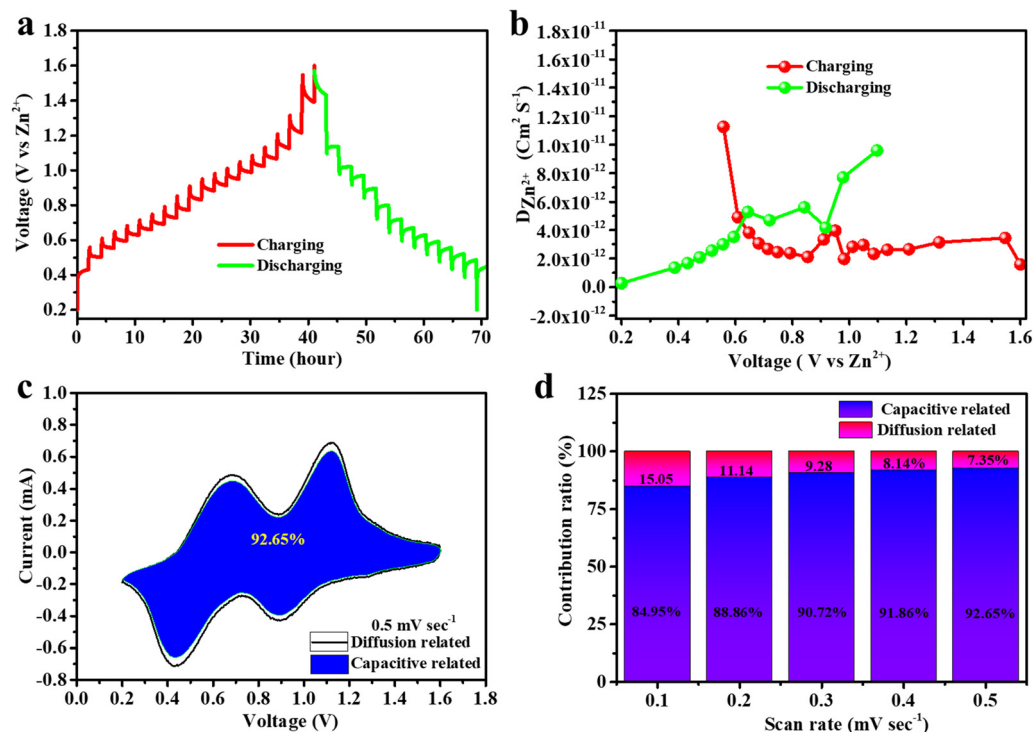 a
1.8
1.6
1.4
1.2
1.0
0.8
0.6
0.4
0.2
Voltage (V vs Zn²⁺)
Charging
Discharging
0 10 20 30 40 50 60 70
Time (hour)
b
1.8x10⁻¹¹
1.6x10⁻¹¹
1.4x10⁻¹¹
1.2x10⁻¹¹
1.0x10⁻¹¹
8.0x10⁻¹²
6.0x10⁻¹²
4.0x10⁻¹²
2.0x10⁻¹²
0.0
-2.0x10⁻¹²
D_Zn²⁺ (Cm² S⁻¹)
Charging
Discharging
0.2 0.4 0.6 0.8 1.0 1.2 1.4 1.6
Voltage ( V vs Zn²⁺)
c
1.0
0.8
0.6
0.4
0.2
0.0
-0.2
-0.4
-0.6
-0.8
Current (mA)
92.65%
0.5 mV sec⁻¹
Diffusion related
Capacitive related
0.0 0.2 0.4 0.6 0.8 1.0 1.2 1.4 1.6 1.8
Voltage (V)
d
125
100
75
50
25
0
Contribution ratio (%)
Capacitive related
Diffusion related
15.05 11.14 9.28 8.14% 7.35%
84.95% 88.86% 90.72% 91.86% 92.65%
0.1 0.2 0.3 0.4 0.5
Scan rate (mV sec⁻¹)